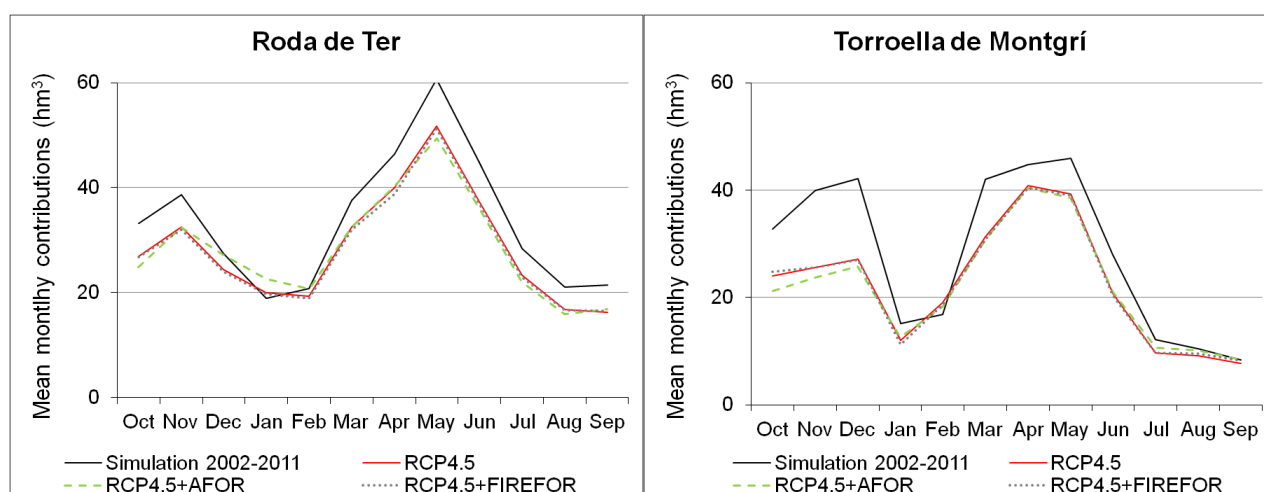 Roda de Ter
Mean montlhy contributions (hm³)
60
40
20
0
Oct Nov Dec Jan Feb Mar Apr May Jun Jul Aug Sep
Simulation 2002-2011 RCP4.5
RCP4.5+AFOR RCP4.5+FIREFOR
Torroella de Montgrí
Mean montlhy contributions (hm³)
60
40
20
0
Oct Nov Dec Jan Feb Mar Apr May Jun Jul Aug Sep
Simulation 2002-2011 RCP4.5
RCP4.5+AFOR RCP4.5+FIREFOR